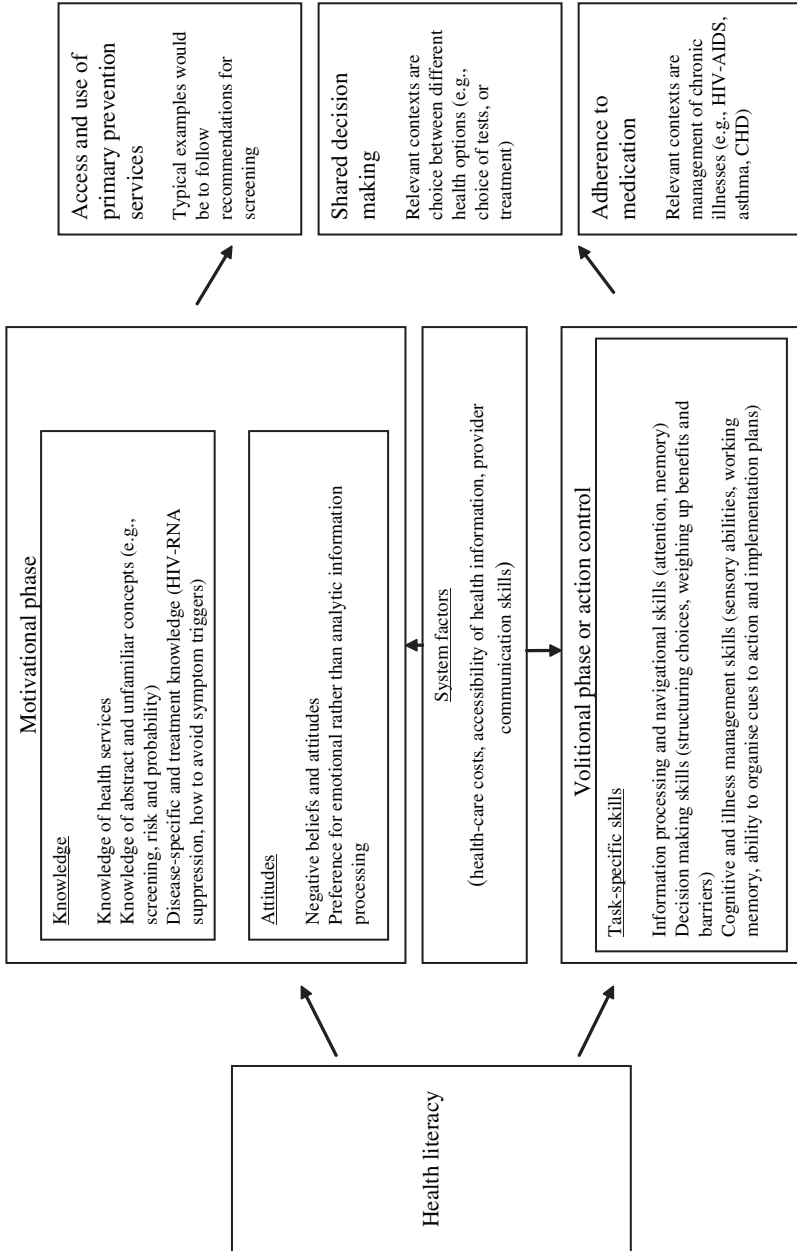 Health literacy
Motivational phase
Knowledge
Knowledge of health services
Knowledge of abstract and unfamiliar concepts (e.g.,
screening, risk and probability)
Disease-specific and treatment knowledge (HIV-RNA
suppression, how to avoid symptom triggers)
Attitudes
Negative beliefs and attitudes
Preference for emotional rather than analytic information
processing
System factors
(health-care costs, accessibility of health information, provider
communication skills)
Volitional phase or action control
Task-specific skills
Information processing and navigational skills (attention, memory)
Decision making skills (structuring choices, weighing up benefits and
barriers)
Cognitive and illness management skills (sensory abilities, working
memory, ability to organise cues to action and implementation plans)
Access and use of
primary prevention
services
Typical examples would
be to follow
recommendations for
screening
Shared decision
making
Relevant contexts are
choice between different
health options (e.g.,
choice of tests, or
treatment)
Adherence to
medication
Relevant contexts are
management of chronic
illnesses (e.g., HIV-AIDS,
asthma, CHD)